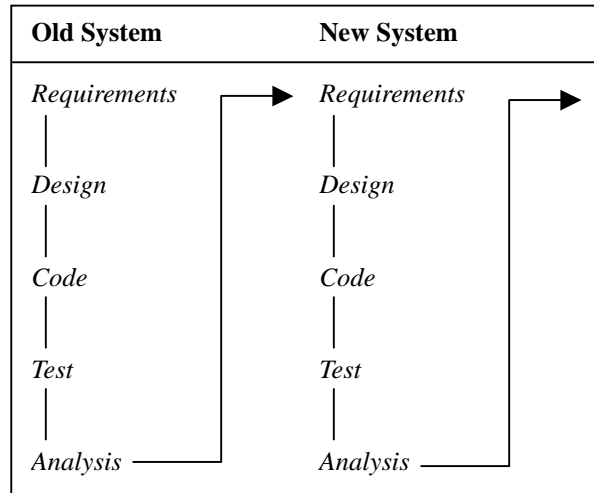 Old System New System
Requirements Requirements
Design Design
Code Code
Test Test
Analysis Analysis